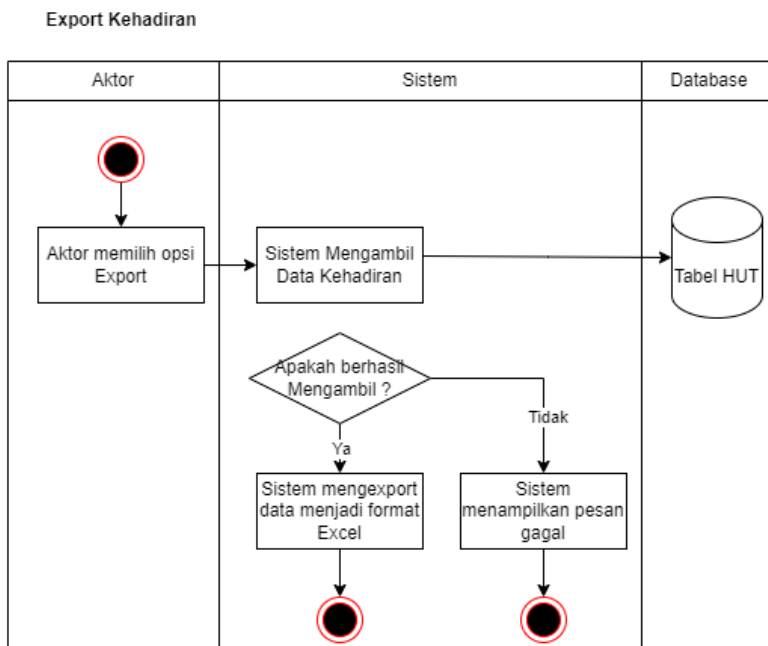 Export Kehadiran
Aktor
Sistem
Database
Aktor memilih opsi
Export
Sistem Mengambil
Data Kehadiran
Tabel HUT
Apakah berhasil
Mengambil ?
Tidak
Ya
Sistem mengexport
data menjadi format
Excel
Sistem
menampilkan pesan
gagal